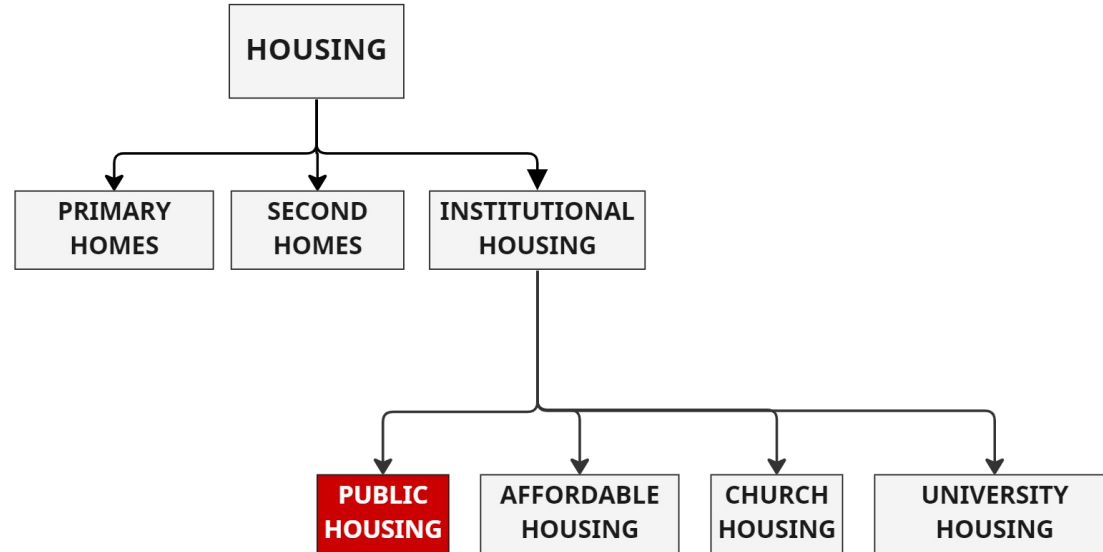 HOUSING
PRIMARY
HOMES
SECOND
HOMES
INSTITUTIONAL
HOUSING
PUBLIC
HOUSING
AFFORDABLE
HOUSING
CHURCH
HOUSING
UNIVERSITY
HOUSING